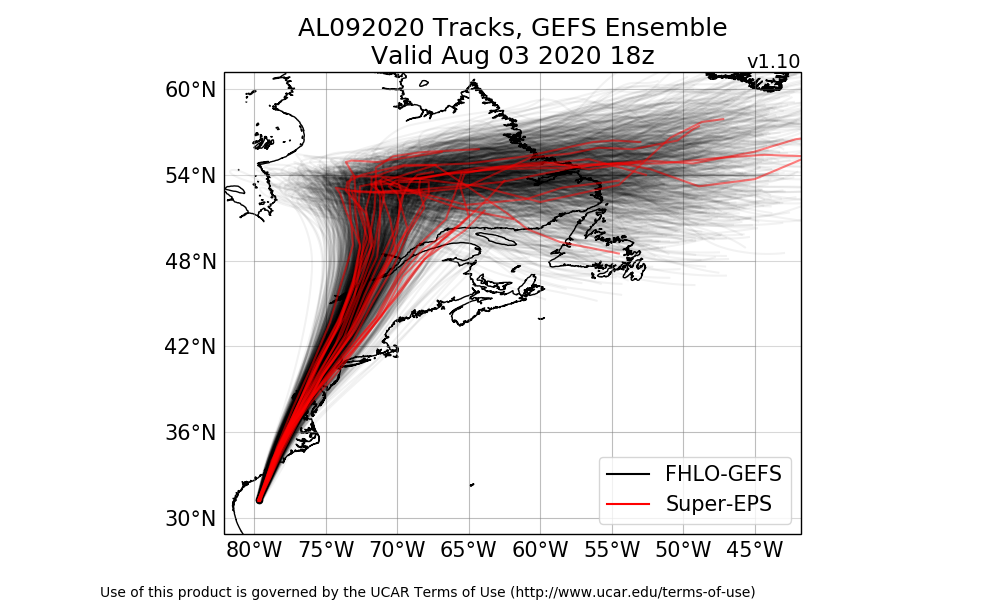 AL092020 Tracks, GEFS Ensemble
Valid Aug 03 2020 18z
v1.10
60°N
54°N
48°N
42°N
36°N
30°N
FHLO-GEFS
Super-EPS
80°W 75°W 70°W 65°W 60°W 55°W 50°W 45°W
Use of this product is governed by the UCAR Terms of Use (http://www.ucar.edu/terms-of-use)